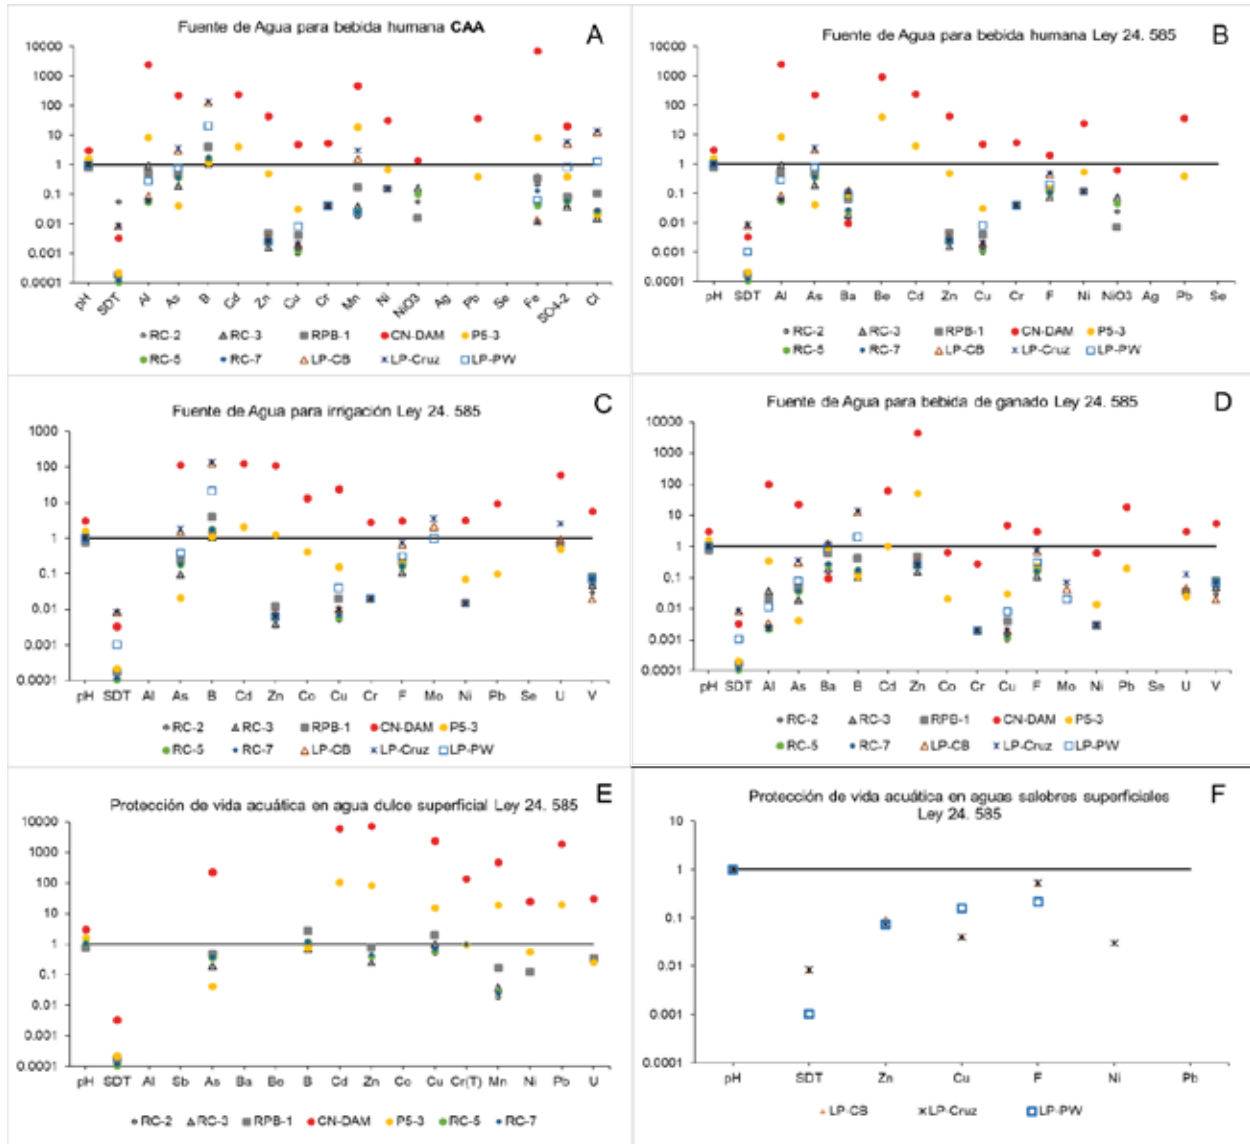 Fuente de Agua para bebida humana CAA
A
10000
1000
100
10
1
0.1
0.01
0.001
0.0001
pH SDT Al As B Cd Zn Cu Cr Mn Ni NiO3 Ag Pb Se Fe SO4-2 Cl
RC-2 RC-3 RPB-1 CN-DAM P5-3
RC-5 RC-7 LP-CB LP-Cruz LP-PW
Fuente de Agua para bebida humana Ley 24. 585
B
10000
1000
100
10
1
0.1
0.01
0.001
0.0001
pH SDT Al As Ba Be Cd Zn Cu Cr F Ni NiO3 Ag Pb Se
RC-2 RC-3 RPB-1 CN-DAM P5-3
RC-5 RC-7 LP-CB LP-Cruz LP-PW
Fuente de Agua para irrigación Ley 24. 585
C
1000
100
10
1
0.1
0.01
0.001
0.0001
pH SDT Al As B Cd Zn Co Cu Cr F Mo Ni Pb Se U V
RC-2 RC-3 RPB-1 CN-DAM P5-3
RC-5 RC-7 LP-CB LP-Cruz LP-PW
Fuente de Agua para bebida de ganado Ley 24. 585
D
10000
1000
100
10
1
0.1
0.01
0.001
0.0001
pH SDT Al As Ba B Cd Zn Co Cr Cu F Mo Ni Pb Se U V
RC-2 RC-3 RPB-1 CN-DAM P5-3
RC-5 RC-7 LP-CB LP-Cruz LP-PW
Protección de vida acuática en agua dulce superficial Ley 24. 585
E
10000
1000
100
10
1
0.1
0.01
0.001
0.0001
pH SDT Al Sb As Ba Be B Cd Zn Co Cu Cr(T) Mn Ni Pb U
RC-2 RC-3 RPB-1 CN-DAM P5-3 RC-5 RC-7
Protección de vida acuática en aguas salobres superficiales
Ley 24. 585
F
10
1
0.1
0.01
0.001
0.0001
pH SDT Zn Cu F Ni Pb
LP-CB LP-Cruz LP-PW